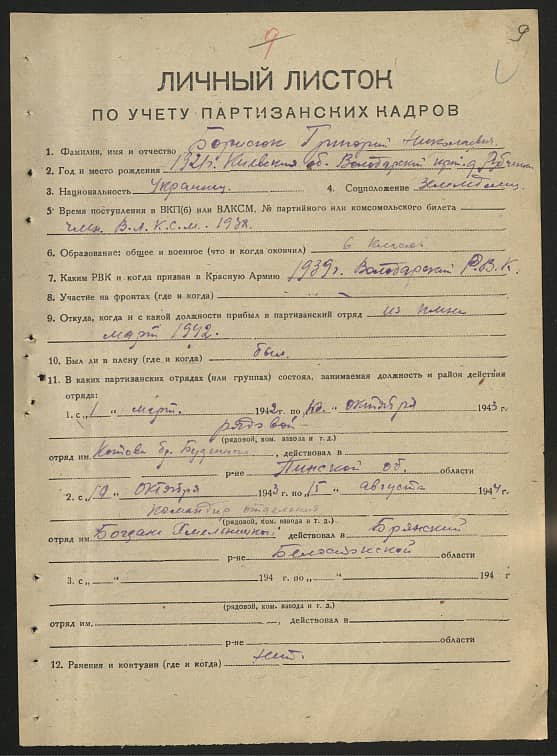 9
9
ЛИЧНЫЙ ЛИСТОК
ПО УЧЕТУ ПАРТИЗАНСКИХ КАДРОВ
1. Фамилия, имя и отчество Борисюк Григорий Николаевич
2. Год и место рождения 1921 г. Киевская об. Володарский
3. Национальность Украинец 4. Соцположение
5. Время поступления в ВКП(б) или ВЛКСМ, № партийного или комсомольского билета
член В.Л.К.С.М. 1938
6. Образование: общее и военное (что и когда окончил) 6 классов
7. Каким РВК и когда призван в Красную Армию 1939 г. Володарский Р.В.К.
8. Участие на фронтах (где и когда)
9. Откуда, когда и с какой должности прибыл в партизанский отряд из плена
март 1942.
10. Был ли в плену (где и когда) был
11. В каких партизанских отрядах (или группах) состоял, занимаемая должность и район действия
отряда:
1. с „1“ март. 1942 г. по „10“ октября 1943 г.
рядовой
(рядовой, ком. взвода и т. д.)
отряд им. Котовск. бр. Буденного, действовал в
р-не Пинской об. области
2. с „10“ октября 1943 г. по „15“ августа 1944 г.
командир отделения
(рядовой, ком. взвода и т. д.)
отряд им. Богдана Хмельницкой действовал в Брянский
р-не Белостокской области
3. с „ “ 194 г. по „ “ 194 г
(рядовой, ком. взвода и т. д.)
отряд им. , действовал в
р-не области
12. Ранения и контузии (где и когда) нет.